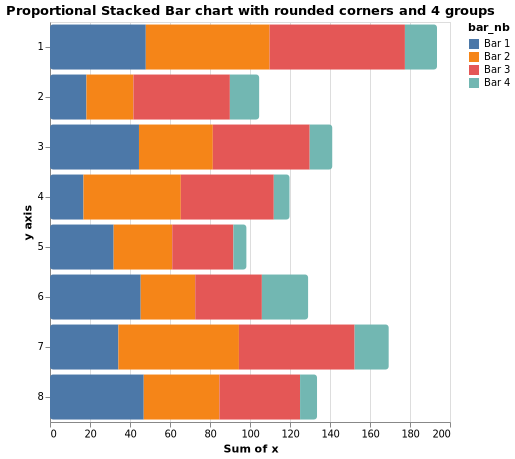 Proportional Stacked Bar chart with rounded corners and 4 groups
bar_nb
Bar 1
Bar 2
Bar 3
Bar 4
y axis
1
2
3
4
5
6
7
8
0 20 40 60 80 100 120 140 160 180 200
Sum of x